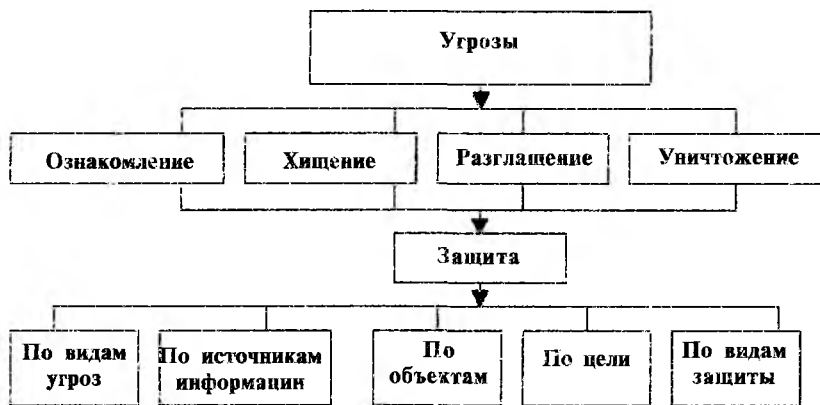 Угрозы
Ознакомление
Хищение
Разглашение
Уничтожение
Защита
По видам
угроз
По источникам
информации
По
объектам
По цели
По видам
защиты